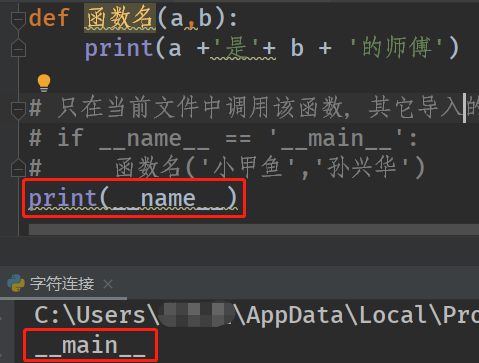 def 函数名(a,b):
print(a +'是'+ b + '的师傅')
# 只在当前文件中调用该函数，其它导入的
# if __name__ == '__main__':
# 函数名('小甲鱼','孙兴华')
print(__name__)
字符连接 ×
C:\Users\ \AppData\Local\Pro
__main__